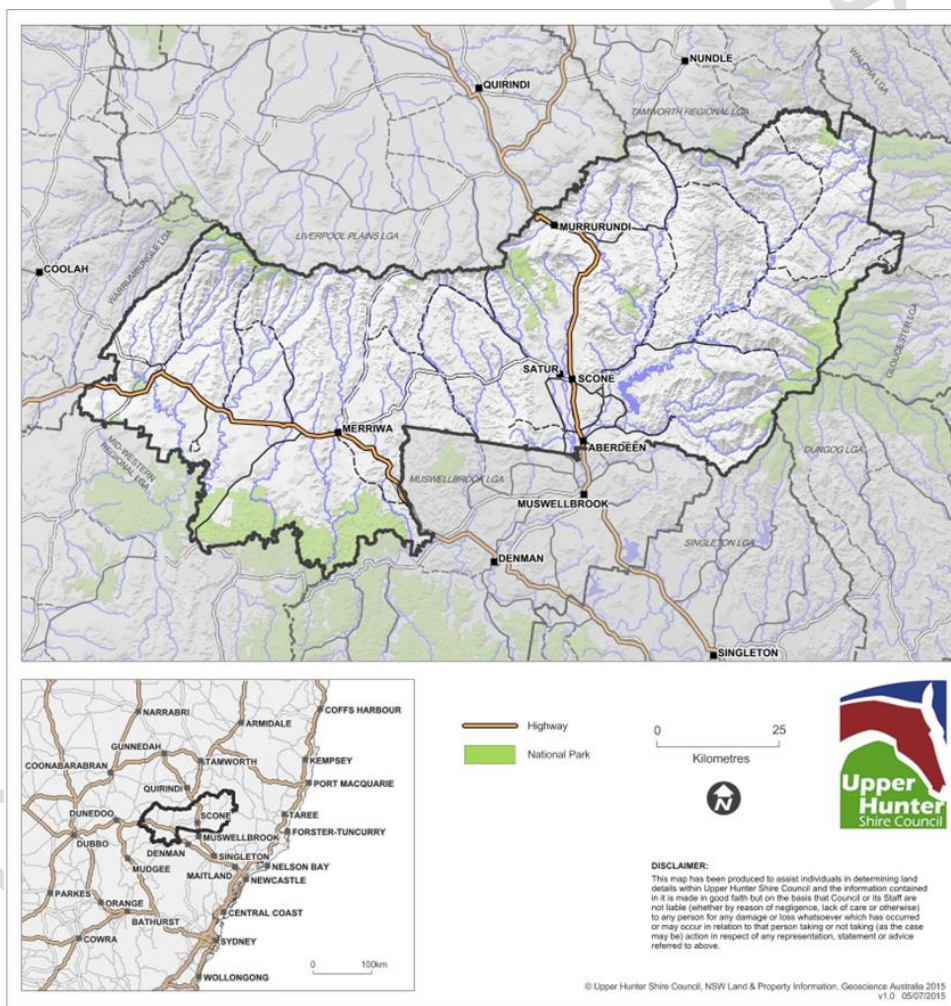 NUNDLE
QUIRINDI
WALCHA LGA
TAMWORTH REGIONAL LGA
MURRURUNDI
LIVERPOOL PLAINS LGA
WARRUMBUNGLE LGA
COOLAH
GLOUCESTER LGA
SATUR
SCONE
MERRIWA
ABERDEEN
MID-WESTERN
REGIONAL LGA
DUNGOG LGA
MUSWELLBROOK LGA
MUSWELLBROOK
SINGLETON LGA
DENMAN
SINGLETON
NARRABRI
COFFS HARBOUR
ARMIDALE
GUNNEDAH
COONABARABRAN
TAMWORTH
KEMPSEY
QUIRINDI
PORT MACQUARIE
SCONE
DUNEDOO
TAREE
MUSWELLBROOK
FORSTER-TUNCURRY
DUBBO
DENMAN
SINGLETON
MUDGEE
NELSON BAY
MAITLAND
NEWCASTLE
PARKES
ORANGE
CENTRAL COAST
BATHURST
COWRA
SYDNEY
WOLLONGONG
0 100km
Highway
National Park
0 25
Kilometres
N
Upper
Hunter
Shire Council
DISCLAIMER:
This map has been produced to assist individuals in determining land
details within Upper Hunter Shire Council and the information contained
in it is made in good faith but on the basis that Council or its Staff are
not liable (whether by reason of negligence, lack of care or otherwise)
to any person for any damage or loss whatsoever which has occurred
or may occur in relation to that person taking or not taking (as the case
may be) action in respect of any representation, statement or advice
referred to above.
© Upper Hunter Shire Council, NSW Land & Property Information, Geoscience Australia 2015
v1.0 05/07/2015